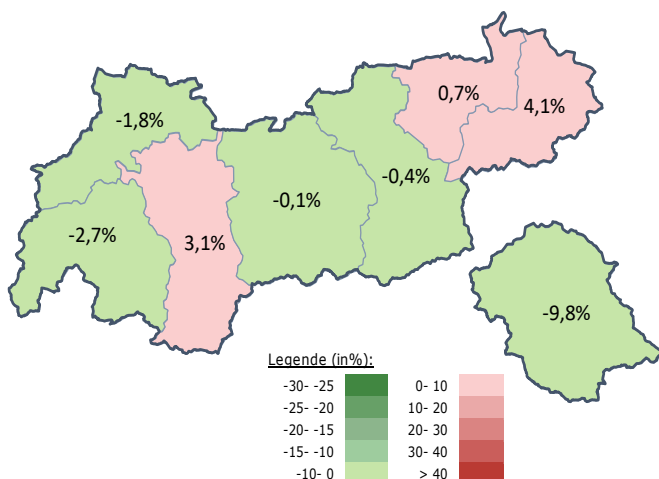 0,7%
4,1%
-1,8%
-0,4%
-0,1%
-2,7%
3,1%
-9,8%
Legende (in%):
-30- -25 0- 10
-25- -20 10- 20
-20- -15 20- 30
-15- -10 30- 40
-10- 0 > 40